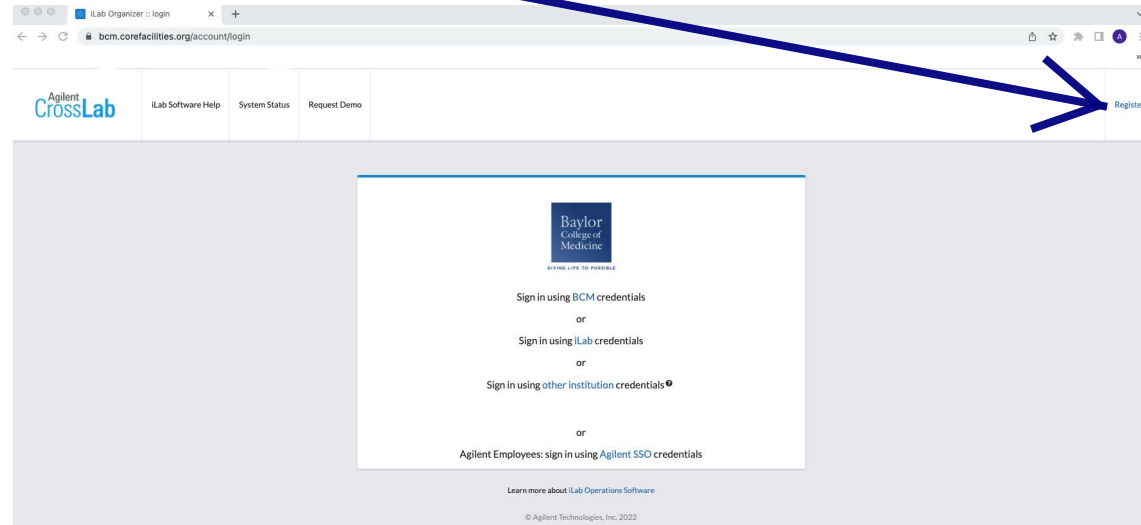 iLab Organizer :: login
bcm.corefacilities.org/account/login
A
Agilent
CrossLab
iLab Software Help
System Status
Request Demo
Registe
Baylor
College of
Medicine
GIVING LIFE TO POSSIBLE
Sign in using BCM credentials
or
Sign in using iLab credentials
or
Sign in using other institution credentials
or
Agilent Employees: sign in using Agilent SSO credentials
Learn more about iLab Operations Software
© Agilent Technologies, Inc. 2022